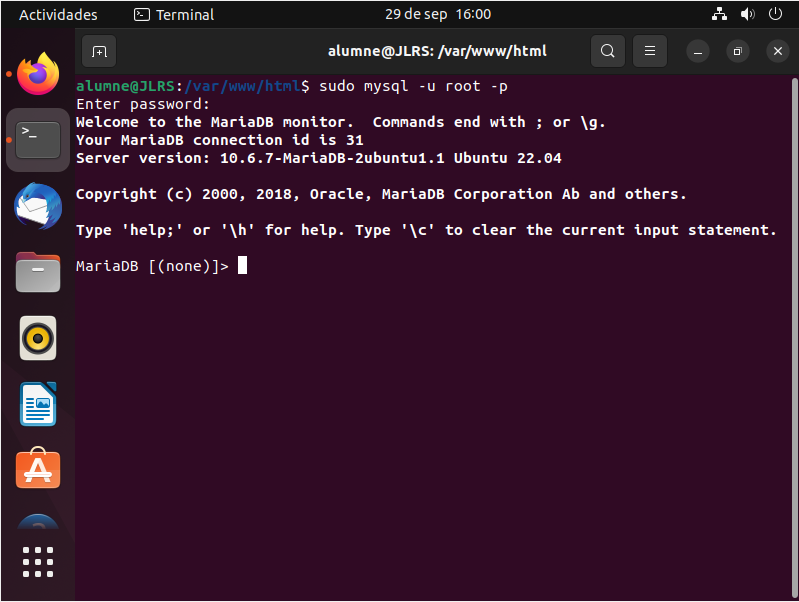 Actividades
Terminal
29 de sep 16:00
alumne@JLRS: /var/www/html
alumne@JLRS:/var/www/html$ sudo mysql -u root -p
Enter password:
Welcome to the MariaDB monitor.  Commands end with ; or \g.
Your MariaDB connection id is 31
Server version: 10.6.7-MariaDB-2ubuntu1.1 Ubuntu 22.04
Copyright (c) 2000, 2018, Oracle, MariaDB Corporation Ab and others.
Type 'help;' or '\h' for help. Type '\c' to clear the current input statement.
MariaDB [(none)]>